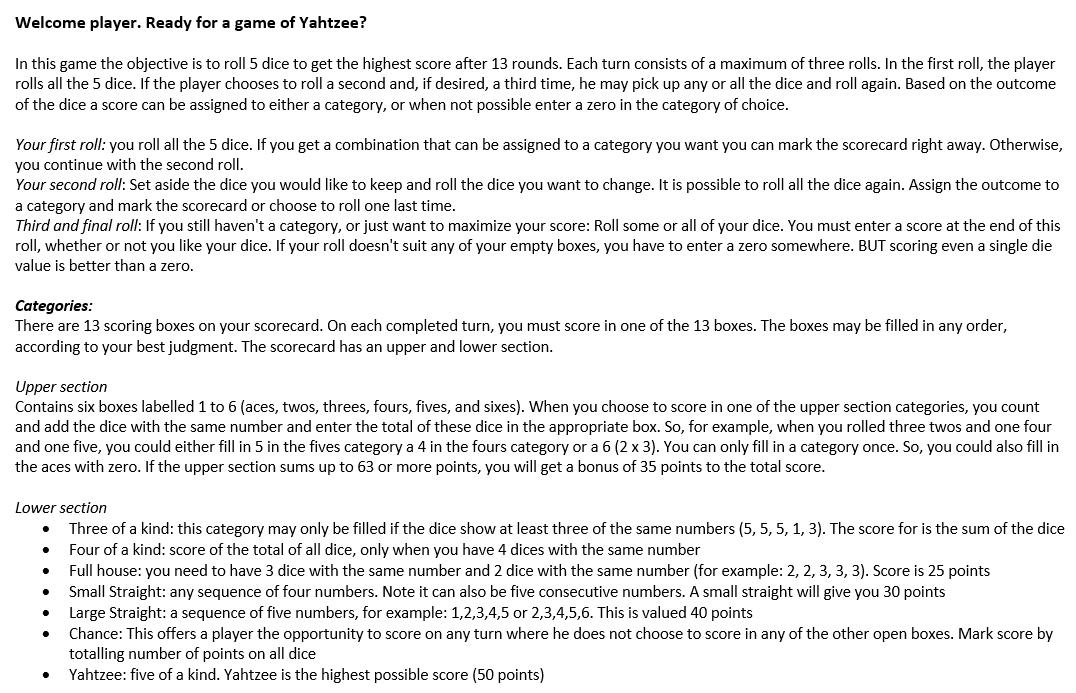 Welcome player. Ready for a game of Yahtzee?
In this game the objective is to roll 5 dice to get the highest score after 13 rounds. Each turn consists of a maximum of three rolls. In the first roll, the player
rolls all the 5 dice. If the player chooses to roll a second and, if desired, a third time, he may pick up any or all the dice and roll again. Based on the outcome
of the dice a score can be assigned to either a category, or when not possible enter a zero in the category of choice.
Your first roll: you roll all the 5 dice. If you get a combination that can be assigned to a category you want you can mark the scorecard right away. Otherwise,
you continue with the second roll.
Your second roll: Set aside the dice you would like to keep and roll the dice you want to change. It is possible to roll all the dice again. Assign the outcome to
a category and mark the scorecard or choose to roll one last time.
Third and final roll: If you still haven't a category, or just want to maximize your score: Roll some or all of your dice. You must enter a score at the end of this
roll, whether or not you like your dice. If your roll doesn't suit any of your empty boxes, you have to enter a zero somewhere. BUT scoring even a single die
value is better than a zero.
Categories:
There are 13 scoring boxes on your scorecard. On each completed turn, you must score in one of the 13 boxes. The boxes may be filled in any order,
according to your best judgment. The scorecard has an upper and lower section.
Upper section
Contains six boxes labelled 1 to 6 (aces, twos, threes, fours, fives, and sixes). When you choose to score in one of the upper section categories, you count
and add the dice with the same number and enter the total of these dice in the appropriate box. So, for example, when you rolled three twos and one four
and one five, you could either fill in 5 in the fives category a 4 in the fours category or a 6 (2 x 3). You can only fill in a category once. So, you could also fill in
the aces with zero. If the upper section sums up to 63 or more points, you will get a bonus of 35 points to the total score.
Lower section
• Three of a kind: this category may only be filled if the dice show at least three of the same numbers (5, 5, 5, 1, 3). The score for is the sum of the dice
• Four of a kind: score of the total of all dice, only when you have 4 dices with the same number
• Full house: you need to have 3 dice with the same number and 2 dice with the same number (for example: 2, 2, 3, 3, 3). Score is 25 points
• Small Straight: any sequence of four numbers. Note it can also be five consecutive numbers. A small straight will give you 30 points
• Large Straight: a sequence of five numbers, for example: 1,2,3,4,5 or 2,3,4,5,6. This is valued 40 points
• Chance: This offers a player the opportunity to score on any turn where he does not choose to score in any of the other open boxes. Mark score by
totalling number of points on all dice
• Yahtzee: five of a kind. Yahtzee is the highest possible score (50 points)